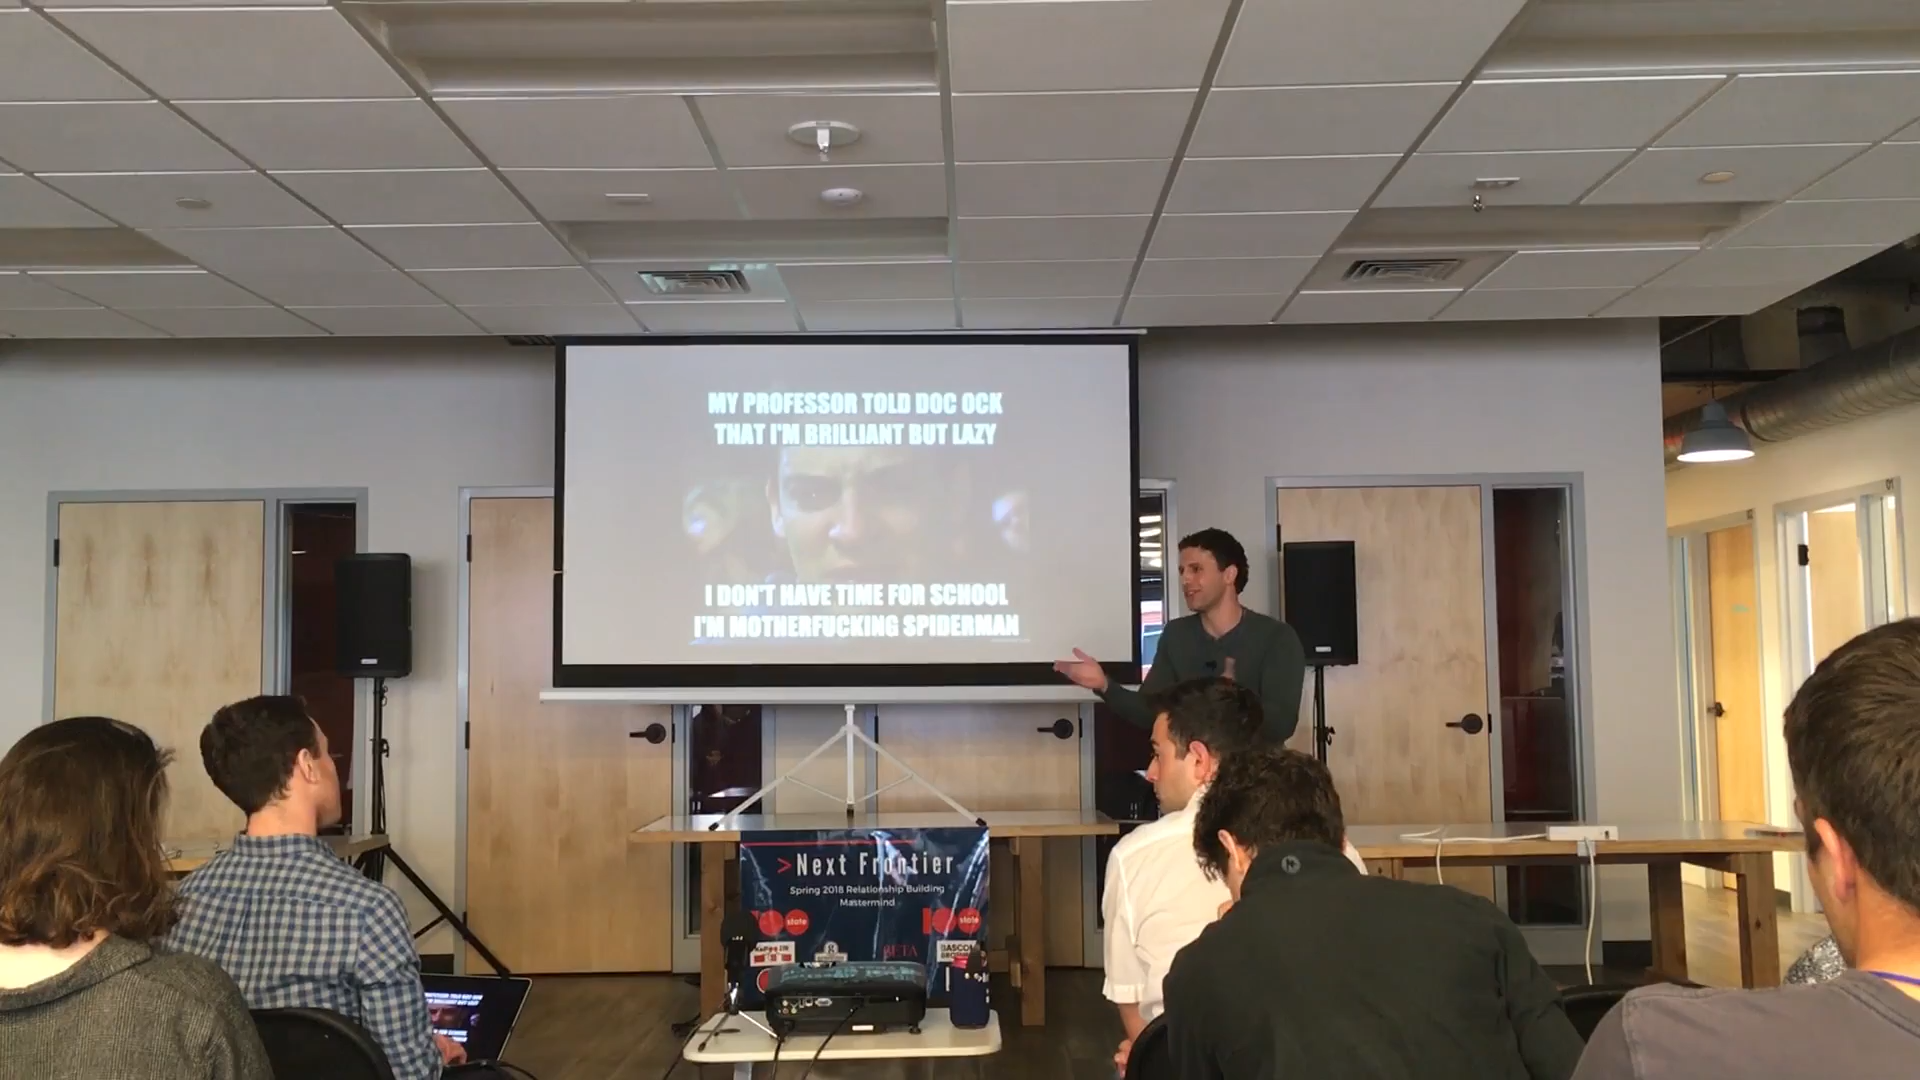 MY PROFESSOR TOLD DOC OCK
THAT I'M BRILLIANT BUT LAZY
I DON'T HAVE TIME FOR SCHOOL
I'M MOTHERFUCKING SPIDERMAN
>Next Frontier
Spring 2018 Relationship Building
Mastermind
state
state
BETA